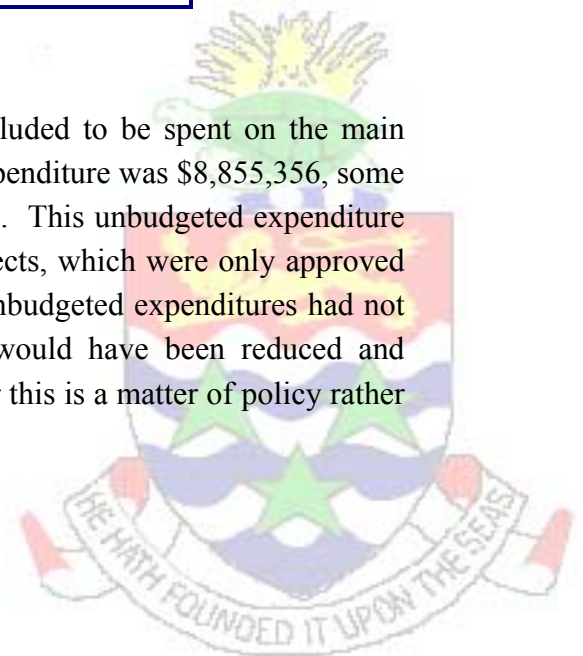 luded to be spent on the main
penditure was $8,855,356, some
. This unbudgeted expenditure
ects, which were only approved
nbudgeted expenditures had not
would have been reduced and
this is a matter of policy rather
HE HATH FOUNDED IT UPON THE SEAS